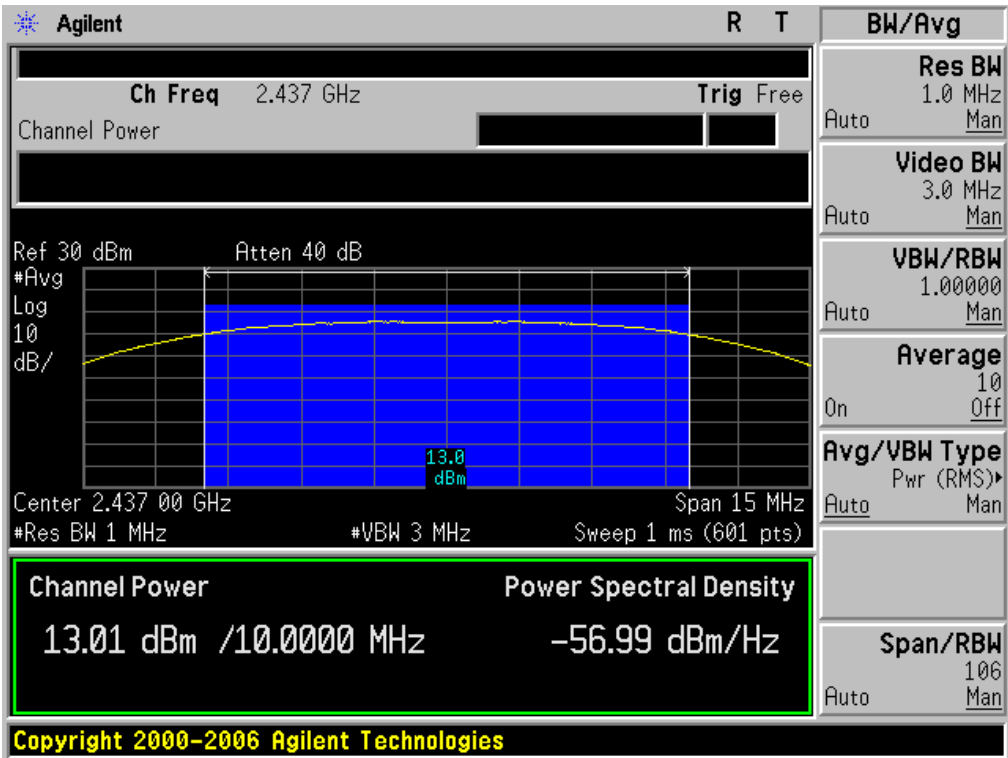 Agilent R T
Ch Freq 2.437 GHz Trig Free
Channel Power
Ref 30 dBm Atten 40 dB
#Avg
Log
10
dB/
13.0
dBm
Center 2.437 00 GHz Span 15 MHz
#Res BW 1 MHz #VBW 3 MHz Sweep 1 ms (601 pts)
Channel Power Power Spectral Density
13.01 dBm /10.0000 MHz -56.99 dBm/Hz
Copyright 2000-2006 Agilent Technologies
BW/Avg
Res BW
1.0 MHz
Auto Man
Video BW
3.0 MHz
Auto Man
VBW/RBW
1.00000
Auto Man
Average
10
On Off
Avg/VBW Type
Pwr (RMS)▸
Auto Man
Span/RBW
106
Auto Man